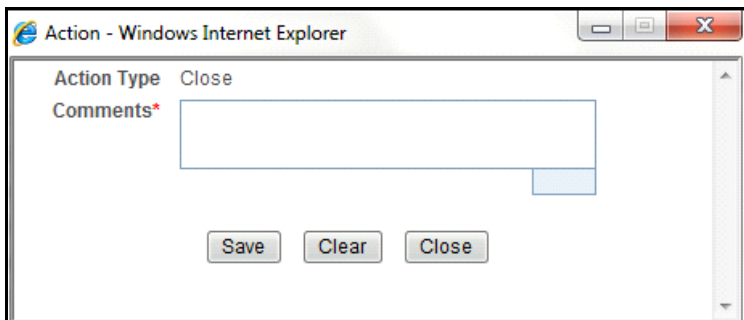 Action - Windows Internet Explorer
Action Type Close
Comments*
Save Clear Close